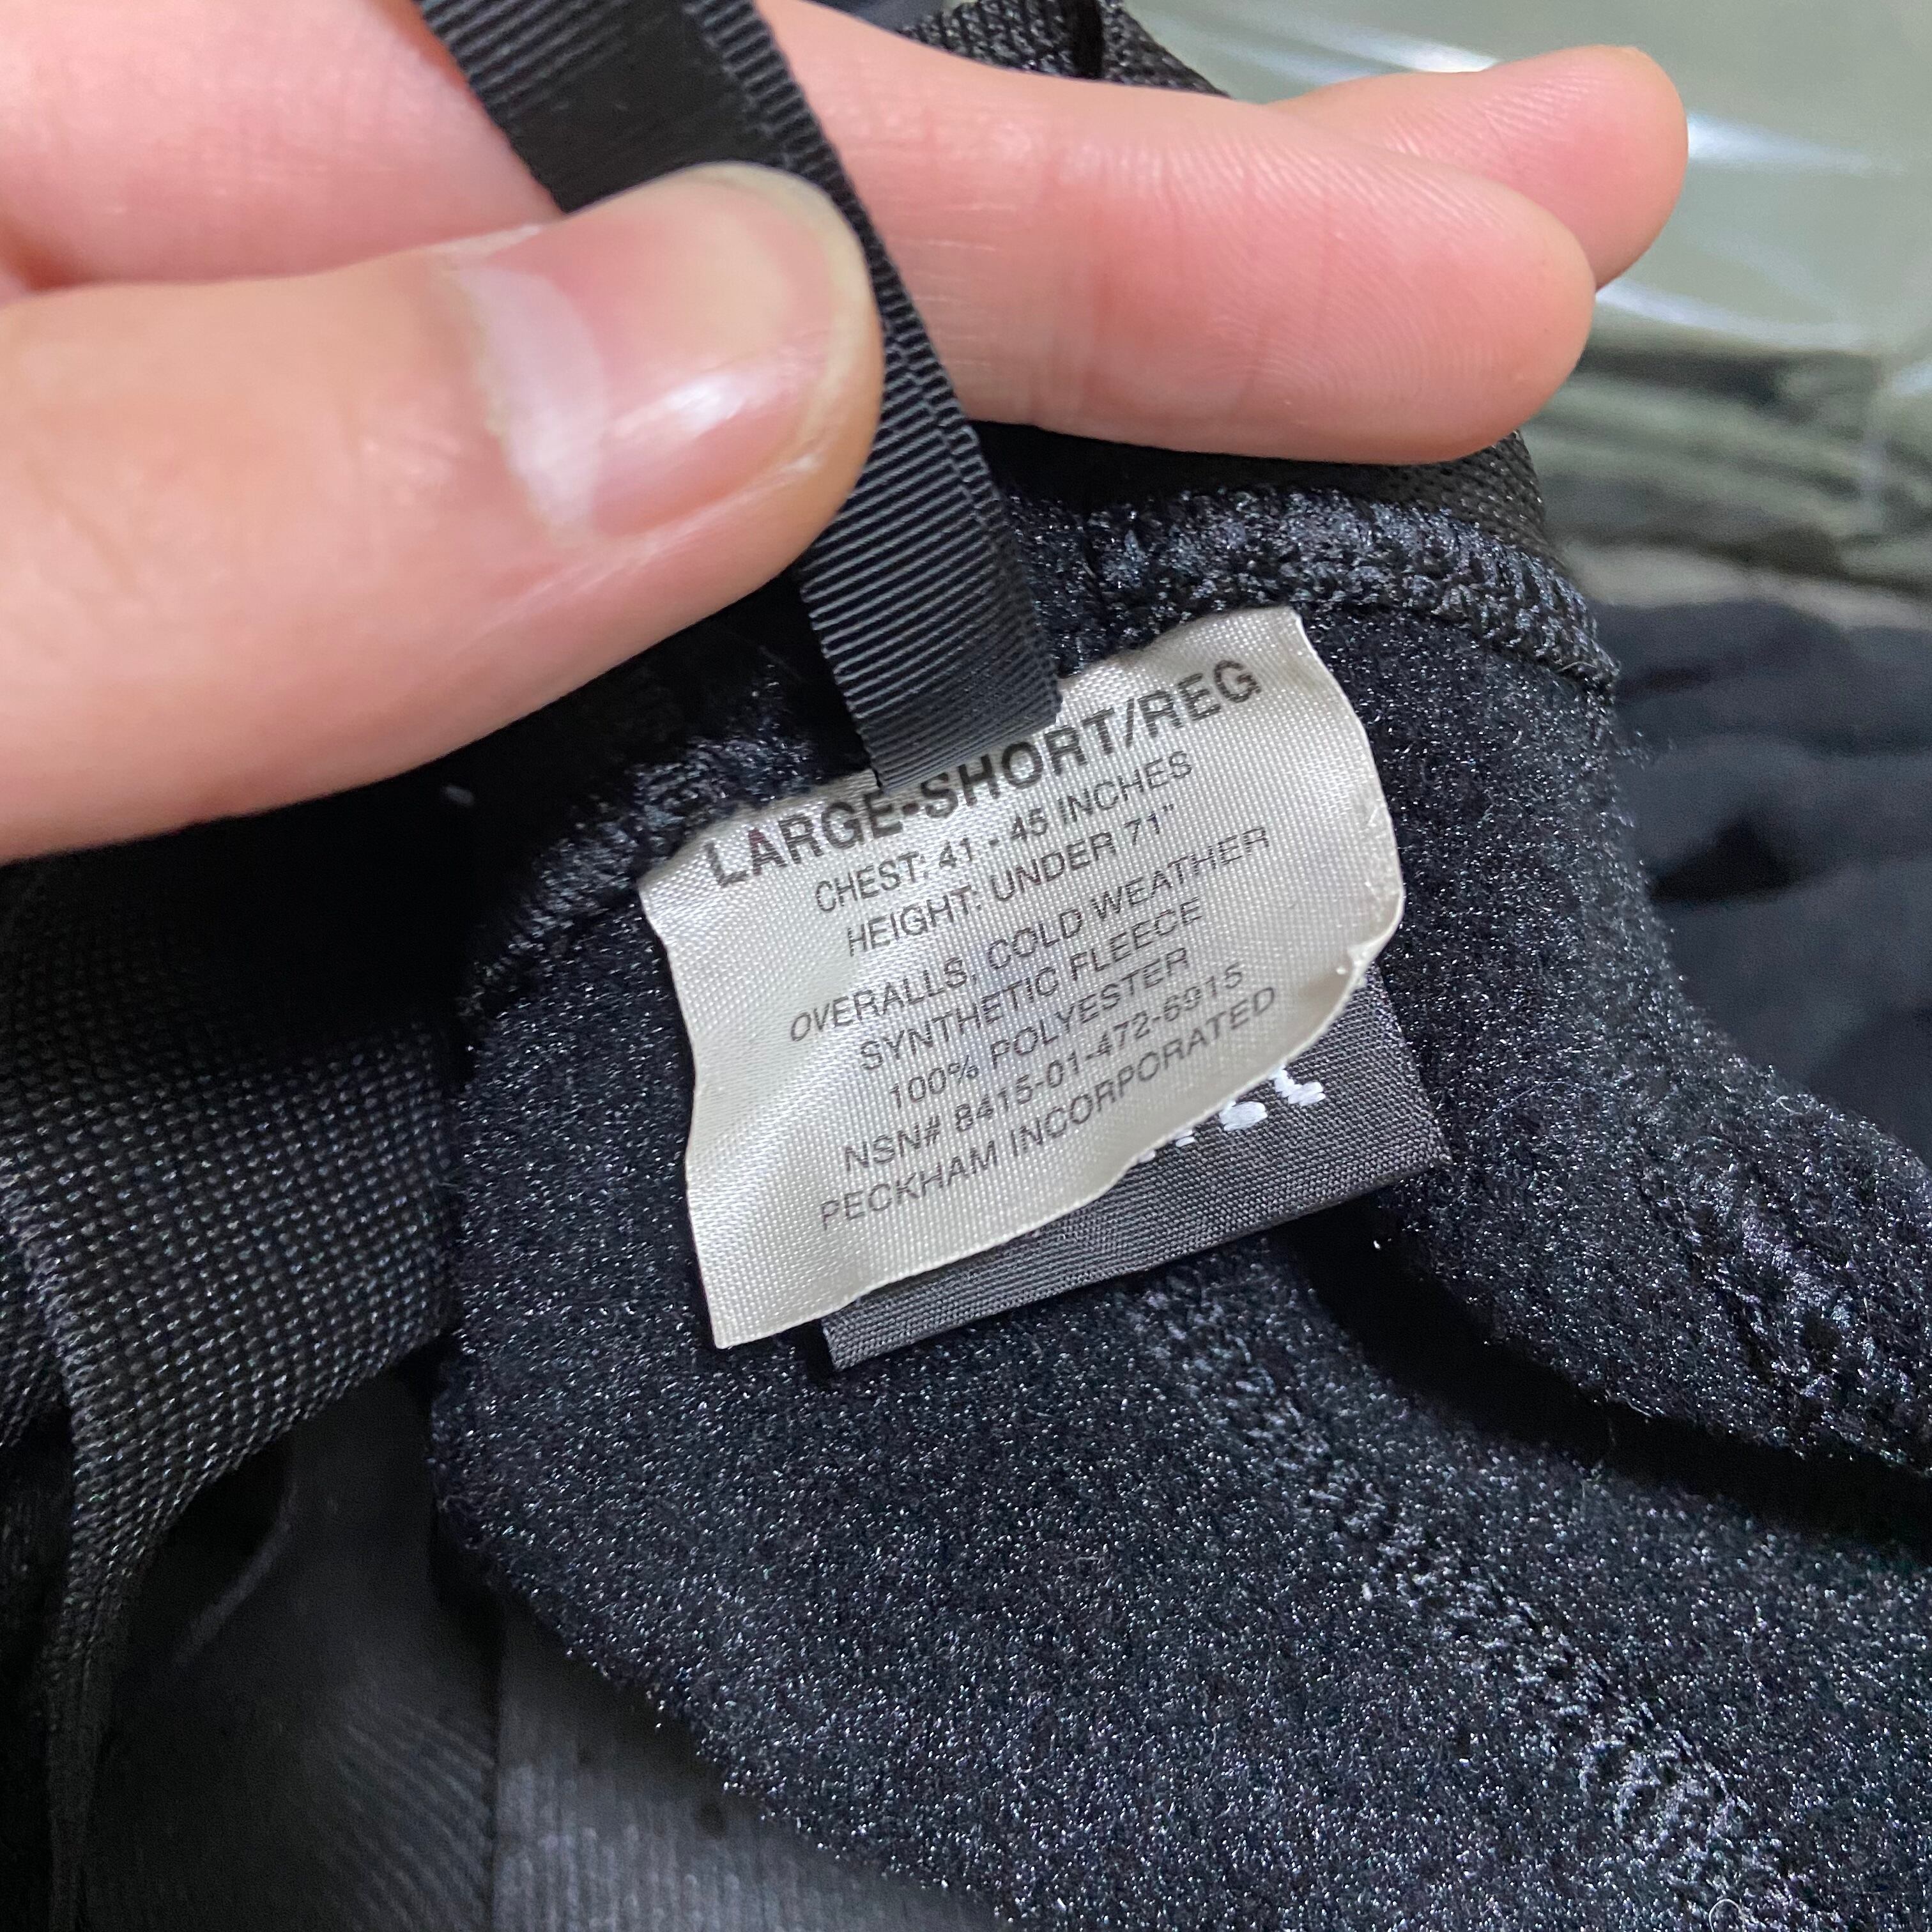 LARGE-SHORT/REG
CHEST: 41 - 45 INCHES
HEIGHT: UNDER 71"
OVERALLS, COLD WEATHER
SYNTHETIC FLEECE
100% POLYESTER
NSN# 8415-01-472-6915
PECKHAM INCORPORATED